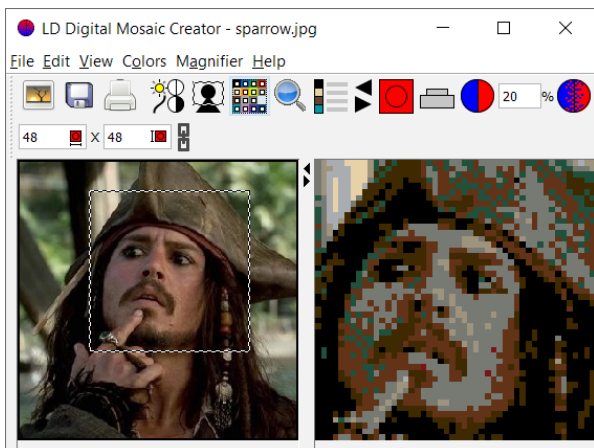 LD Digital Mosaic Creator - sparrow.jpg
File Edit View Colors Magnifier Help
20 %
48 X 48